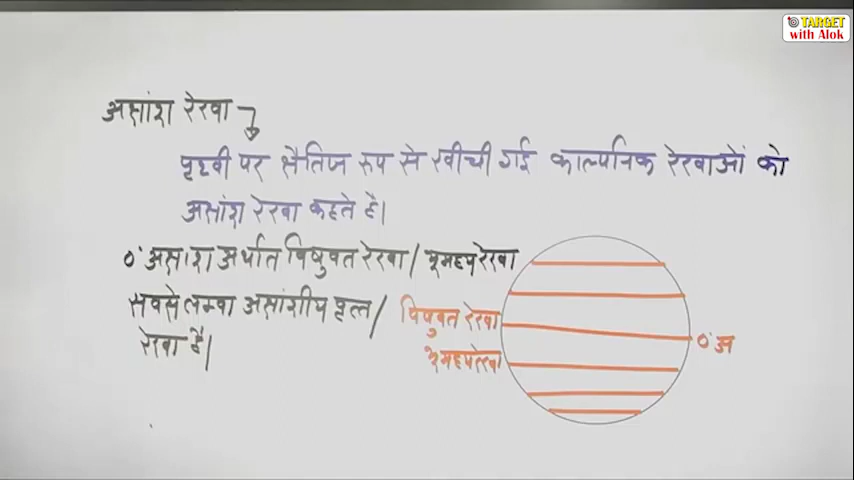 TARGET
with Alok
अक्षांश रेखा
पृथ्वी पर क्षैतिज रुप से खींची गई काल्पनिक रेखाओं को
अक्षांश रेखा कहते है।
0° अक्षांश अर्थात विषुवत रेखा/ भूमध्य रेखा
सबसे लम्बा अक्षांशीय वृत्त/
रेखा है।
विषुवत रेखा
भूमध्य रेखा
0° अ